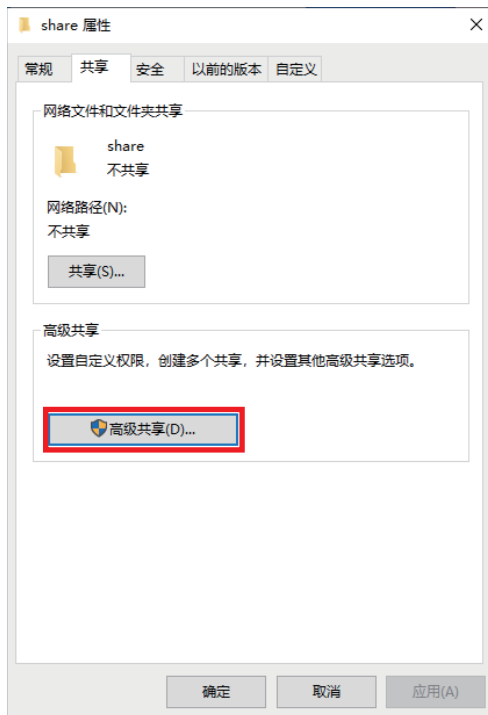 share 属性
常规 共享 安全 以前的版本 自定义
网络文件和文件夹共享
share
不共享
网络路径(N):
不共享
共享(S)...
高级共享
设置自定义权限，创建多个共享，并设置其他高级共享选项。
高级共享(D)...
确定 取消 应用(A)